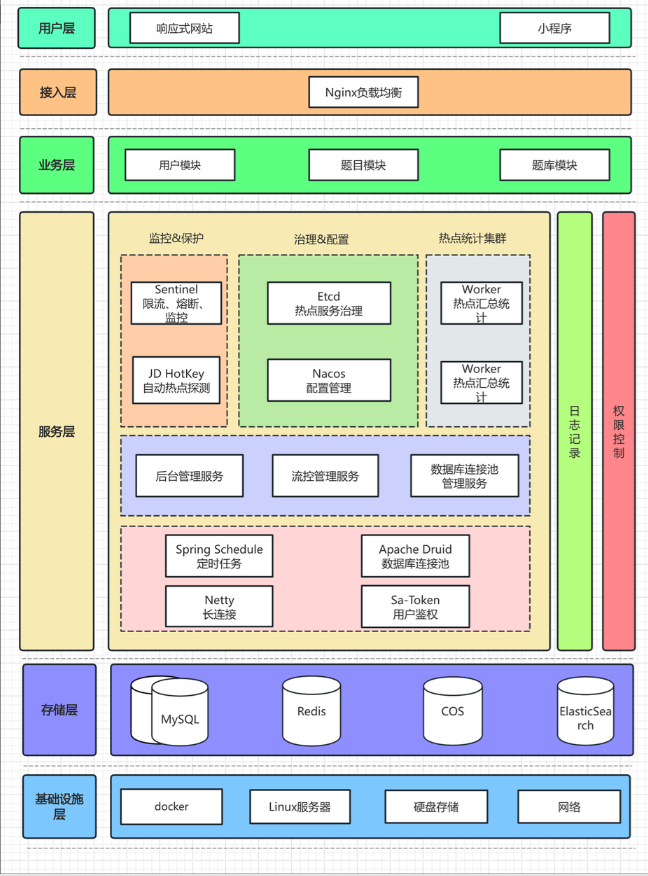 用户层
响应式网站
小程序
接入层
Nginx负载均衡
业务层
用户模块
题目模块
题库模块
服务层
监控&保护
治理&配置
热点统计集群
Sentinel
限流、熔断、
监控
Etcd
热点服务治理
Worker
热点汇总统
计
JD HotKey
自动热点探测
Nacos
配置管理
Worker
热点汇总统
计
后台管理服务
流控管理服务
数据库连接池
管理服务
Spring Schedule
定时任务
Apache Druid
数据库连接池
Netty
长连接
Sa-Token
用户鉴权
日
志
记
录
权
限
控
制
存储层
MySQL
Redis
COS
ElasticSea
rch
基础设施
层
docker
Linux服务器
硬盘存储
网络